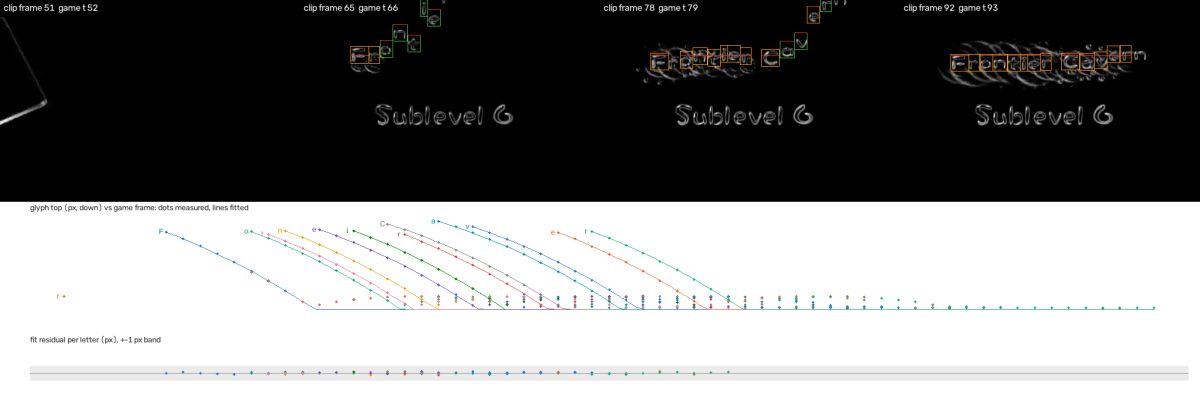 clip frame 51 game t 52
clip frame 65 game t 66
clip frame 78 game t 79
clip frame 92 game t 93
F r o n t i e
Sublevel 6
Frontier Cave
Sublevel 6
Frontier Cavern
Sublevel 6
glyph top (px, down) vs game frame: dots measured, lines fitted
F o t n e i C r a v e r
r
fit residual per letter (px), +-1 px band